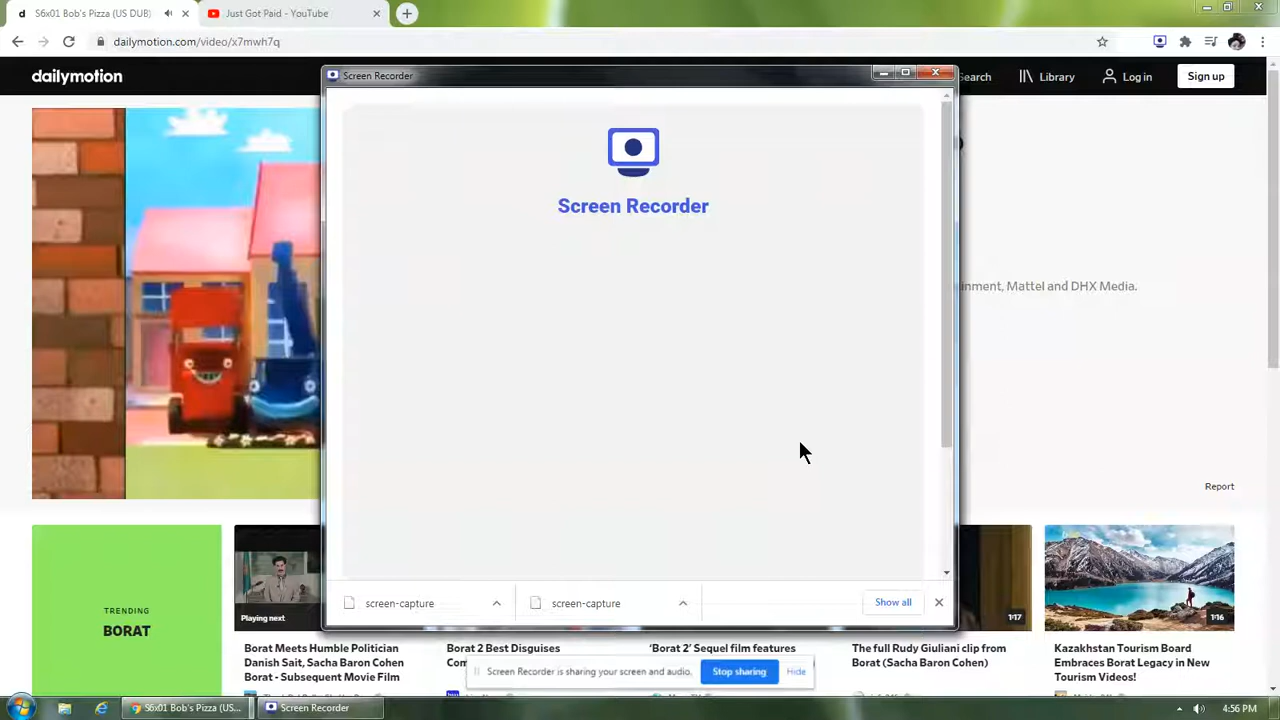 S6x01 Bob's Pizza (US DUB)
Just Got Paid - YouTube
dailymotion.com/video/x7mwh7q
dailymotion
Screen Recorder
Search
Library
Log in
Sign up
Screen Recorder
inment, Mattel and DHX Media.
Report
screen-capture
screen-capture
Show all
TRENDING
BORAT
Playing next
1:17
1:16
Borat Meets Humble Politician
Danish Sait, Sacha Baron Cohen
- Borat Subsequent Movie Film
Borat 2 Best Disguises
'Borat 2' Sequel film features
The full Rudy Giuliani clip from
Borat (Sacha Baron Cohen)
Kazakhstan Tourism Board
Embraces Borat Legacy in New
Tourism Videos!
Screen Recorder is sharing your screen and audio.
Stop sharing
Hide
S6x01 Bob's Pizza (US...
Screen Recorder
4:56 PM